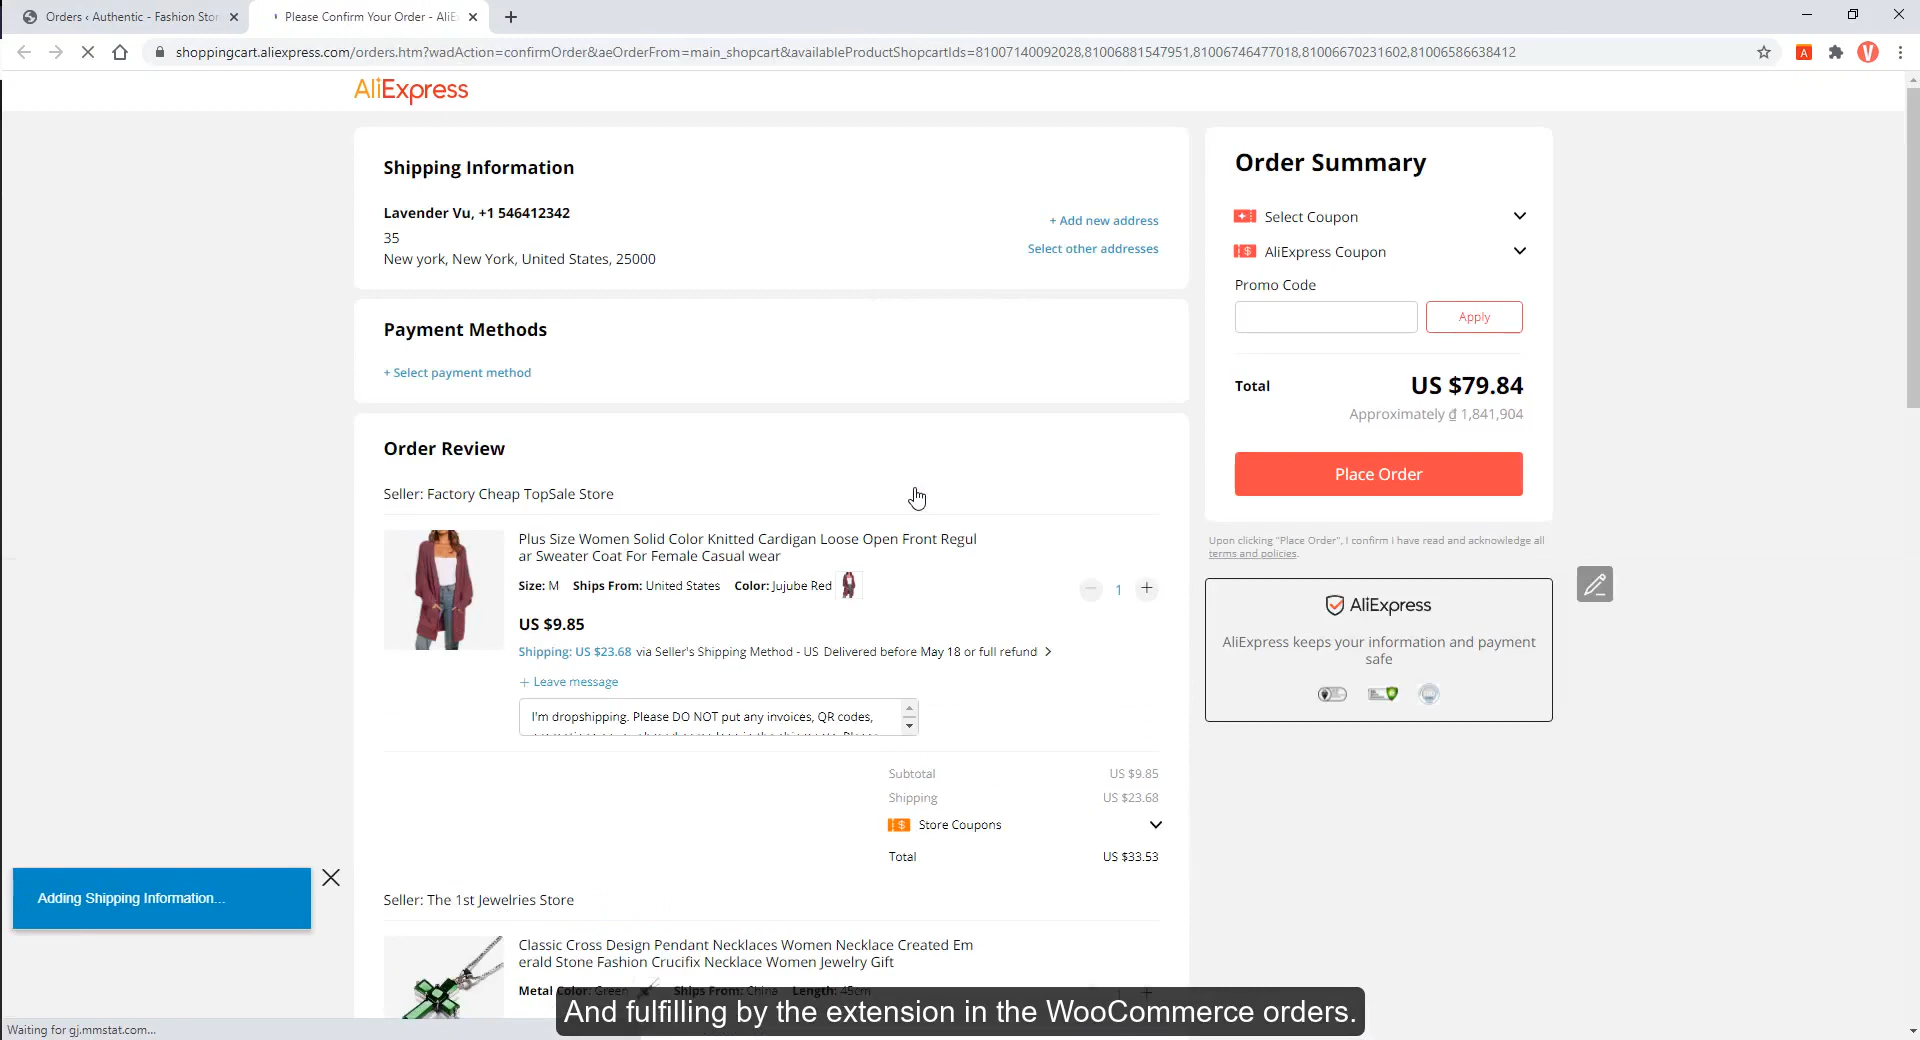 Orders ‹ Authentic - Fashion Stor
Please Confirm Your Order - AliE
shoppingcart.aliexpress.com/orders.htm?wadAction=confirmOrder&aeOrderFrom=main_shopcart&availableProductShopcartIds=81007140092028,81006881547951,81006746477018,81006670231602,81006586638412
A
V
AliExpress
Shipping Information
Lavender Vu, +1 546412342
35
New york, New York, United States, 25000
+ Add new address
Select other addresses
Payment Methods
+ Select payment method
Order Review
Seller: Factory Cheap TopSale Store
Plus Size Women Solid Color Knitted Cardigan Loose Open Front Regul
ar Sweater Coat For Female Casual wear
Size: M Ships From: United States Color: Jujube Red
1
US $9.85
Shipping: US $23.68 via Seller's Shipping Method - US Delivered before May 18 or full refund
+ Leave message
I'm dropshipping. Please DO NOT put any invoices, QR codes,
Subtotal US $9.85
Shipping US $23.68
Store Coupons
Total US $33.53
Seller: The 1st Jewelries Store
Classic Cross Design Pendant Necklaces Women Necklace Created Em
erald Stone Fashion Crucifix Necklace Women Jewelry Gift
Metal Color: Green Ships From: China Length: 45cm
Order Summary
Select Coupon
AliExpress Coupon
Promo Code
Apply
Total US $79.84
Approximately ₫ 1,841,904
Place Order
Upon clicking "Place Order", I confirm I have read and acknowledge all
terms and policies.
AliExpress
AliExpress keeps your information and payment
safe
Adding Shipping Information...
Waiting for gj.mmstat.com...
And fulfilling by the extension in the WooCommerce orders.